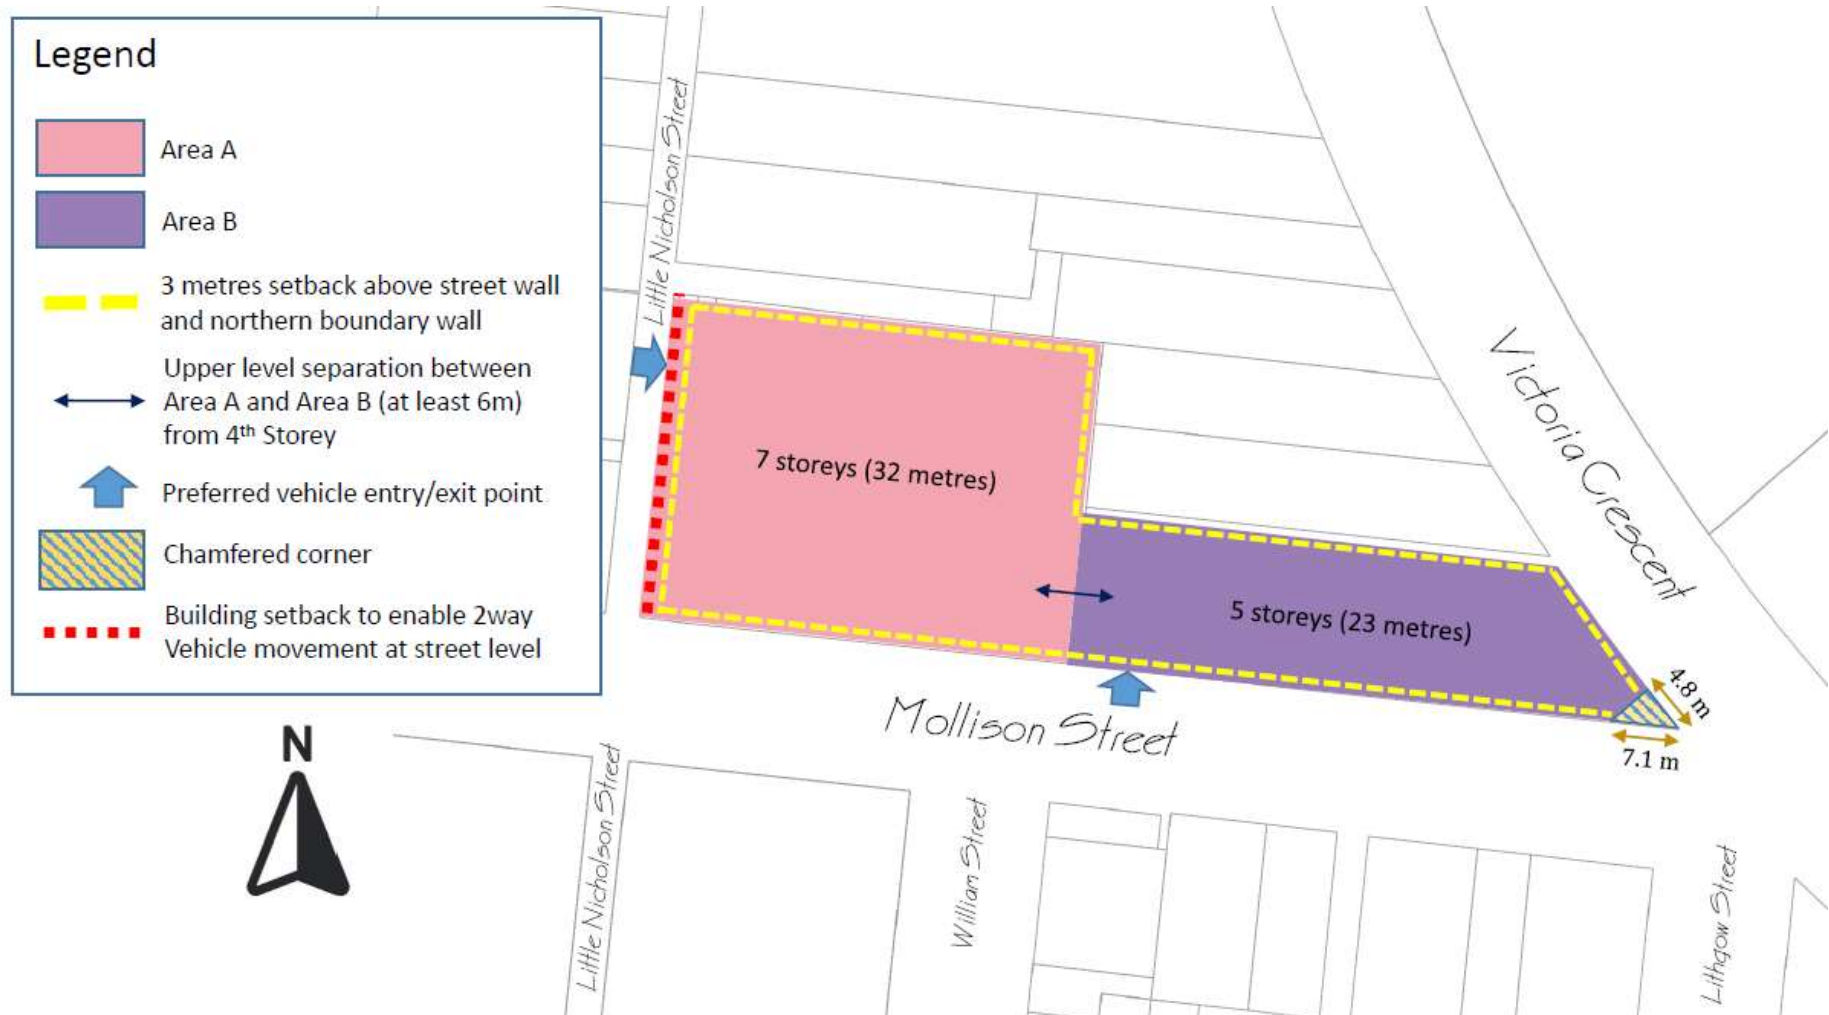 Legend
Area A
Area B
3 metres setback above street wall
and northern boundary wall
Upper level separation between
Area A and Area B (at least 6m)
from 4th Storey
Preferred vehicle entry/exit point
Chamfered corner
Building setback to enable 2way
Vehicle movement at street level
N
Little Nicholson Street
7 storeys (32 metres)
5 storeys (23 metres)
Victoria Crescent
4.8 m
7.1 m
Mollison Street
Little Nicholson Street
William Street
Lithgow Street